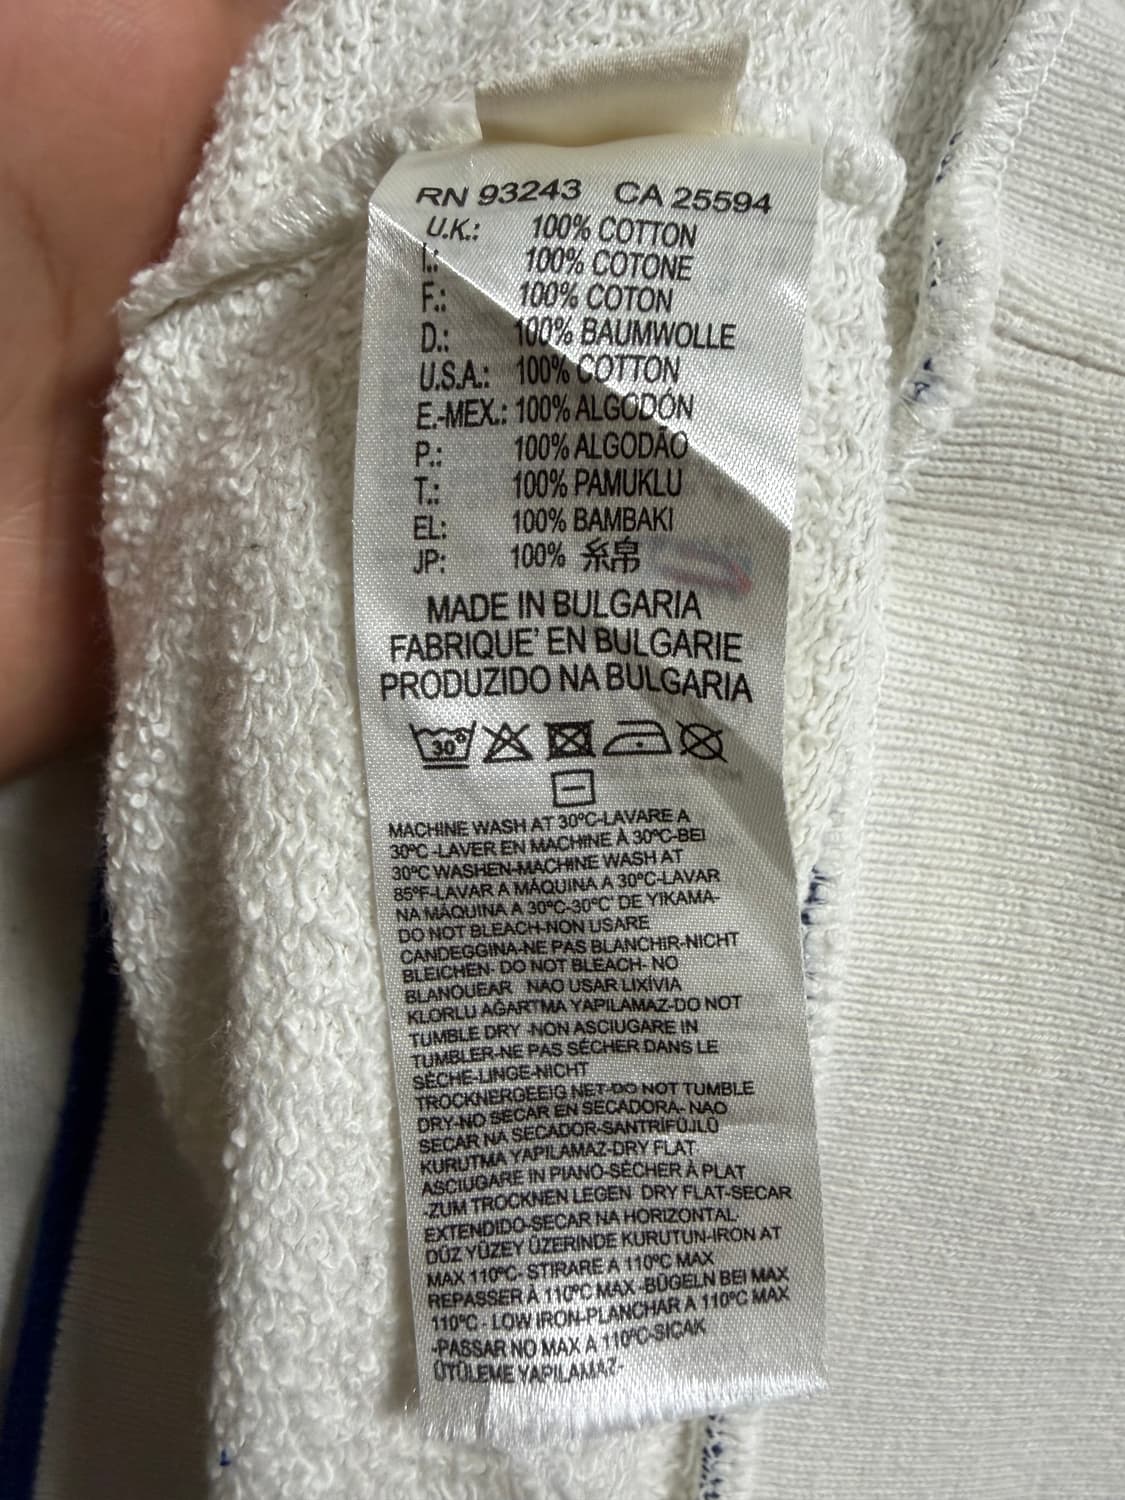 RN 93243 CA 25594
U.K.: 100% COTTON
I.: 100% COTONE
F.: 100% COTON
D.: 100% BAUMWOLLE
U.S.A.: 100% COTTON
E.-MEX.: 100% ALGODÓN
P.: 100% ALGODÃO
T.: 100% PAMUKLU
EL: 100% BAMBAKI
JP: 100% 糸帛
MADE IN BULGARIA
FABRIQUE' EN BULGARIE
PRODUZIDO NA BULGARIA
30°
MACHINE WASH AT 30°C-LAVARE A
30°C -LAVER EN MACHINE À 30°C-BEI
30°C WASHEN-MACHINE WASH AT
85°F-LAVAR A MÁQUINA A 30°C-LAVAR
NA MÁQUINA A 30°C-30°C' DE YIKAMA-
DO NOT BLEACH-NON USARE
CANDEGGINA-NE PAS BLANCHIR-NICHT
BLEICHEN- DO NOT BLEACH- NO
BLANQUEAR NAO USAR LIXÍVIA
KLORLU AĞARTMA YAPILAMAZ-DO NOT
TUMBLE DRY -NON ASCIUGARE IN
TUMBLER-NE PAS SÉCHER DANS LE
SÈCHE-LINGE-NICHT
TROCKNERGEEIG NET-DO NOT TUMBLE
DRY-NO SECAR EN SECADORA- NAO
SECAR NA SECADOR-SANTRİFÜJLÜ
KURUTMA YAPILAMAZ-DRY FLAT-
ASCIUGARE IN PIANO-SÉCHER À PLAT
-ZUM TROCKNEN LEGEN DRY FLAT-SECAR
EXTENDIDO-SECAR NA HORIZONTAL-
DÜZ YÜZEY ÜZERINDE KURUTUN-IRON AT
MAX 110°C- STIRARE A 110°C MAX
REPASSER À 110°C MAX -BÜGELN BEI MAX
110°C - LOW IRON-PLANCHAR A 110°C MAX
-PASSAR NO MAX A 110°C-SICAK
ÜTÜLEME YAPILAMAZ-